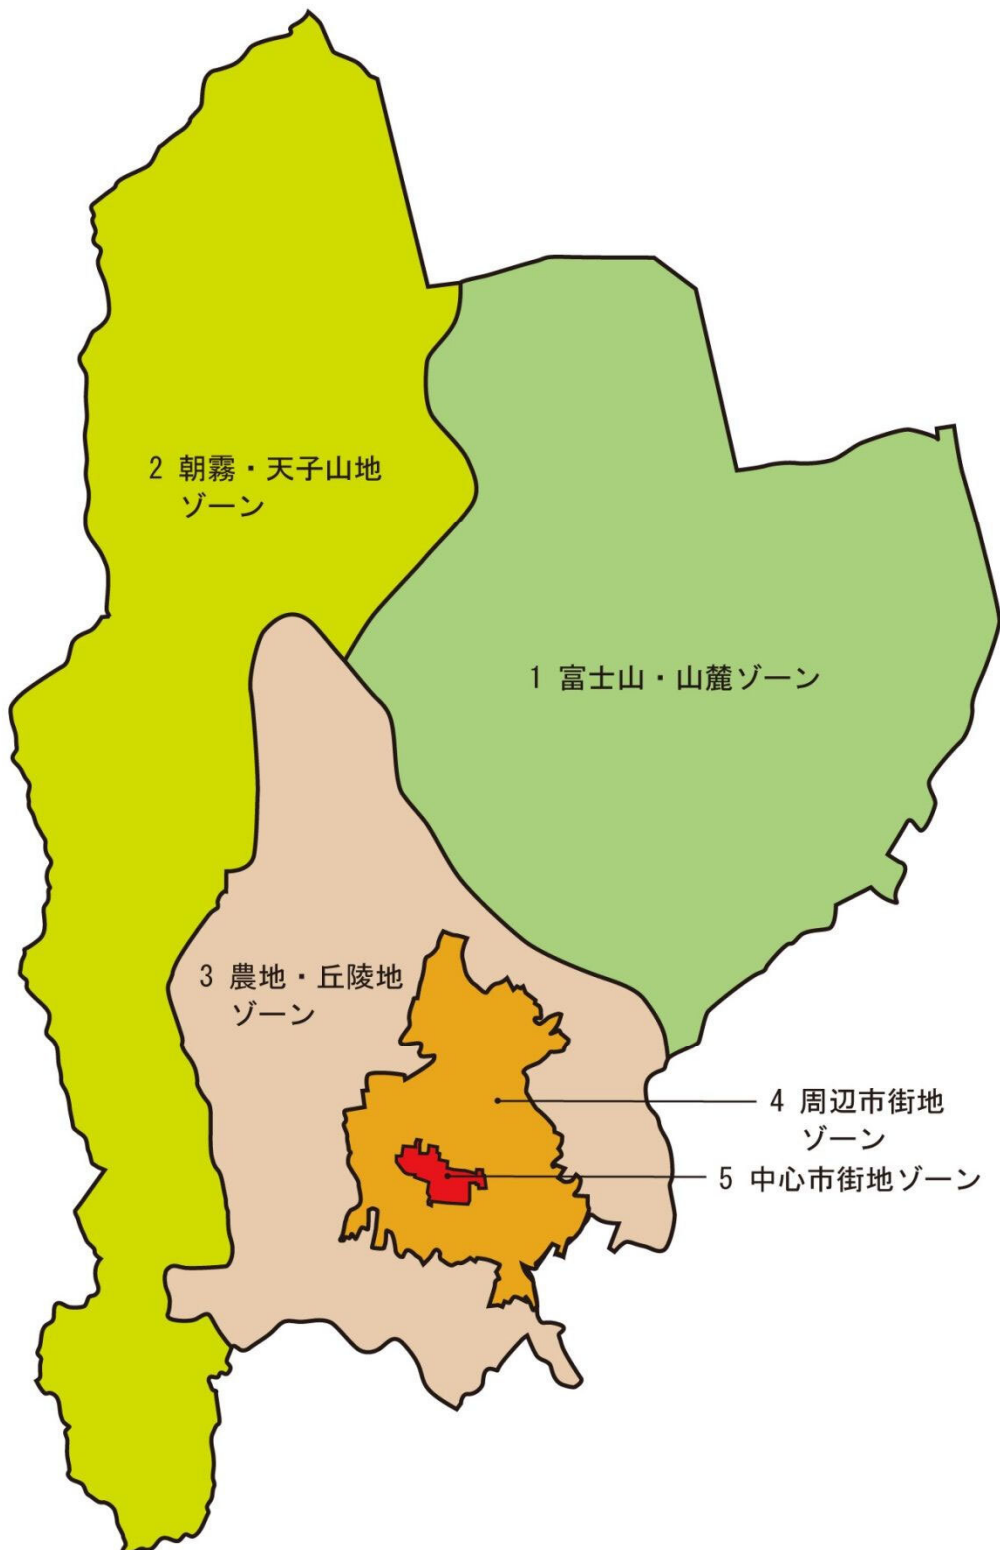 2 朝霧・天子山地
ゾーン
1 富士山・山麓ゾーン
3 農地・丘陵地
ゾーン
4 周辺市街地
ゾーン
5 中心市街地ゾーン